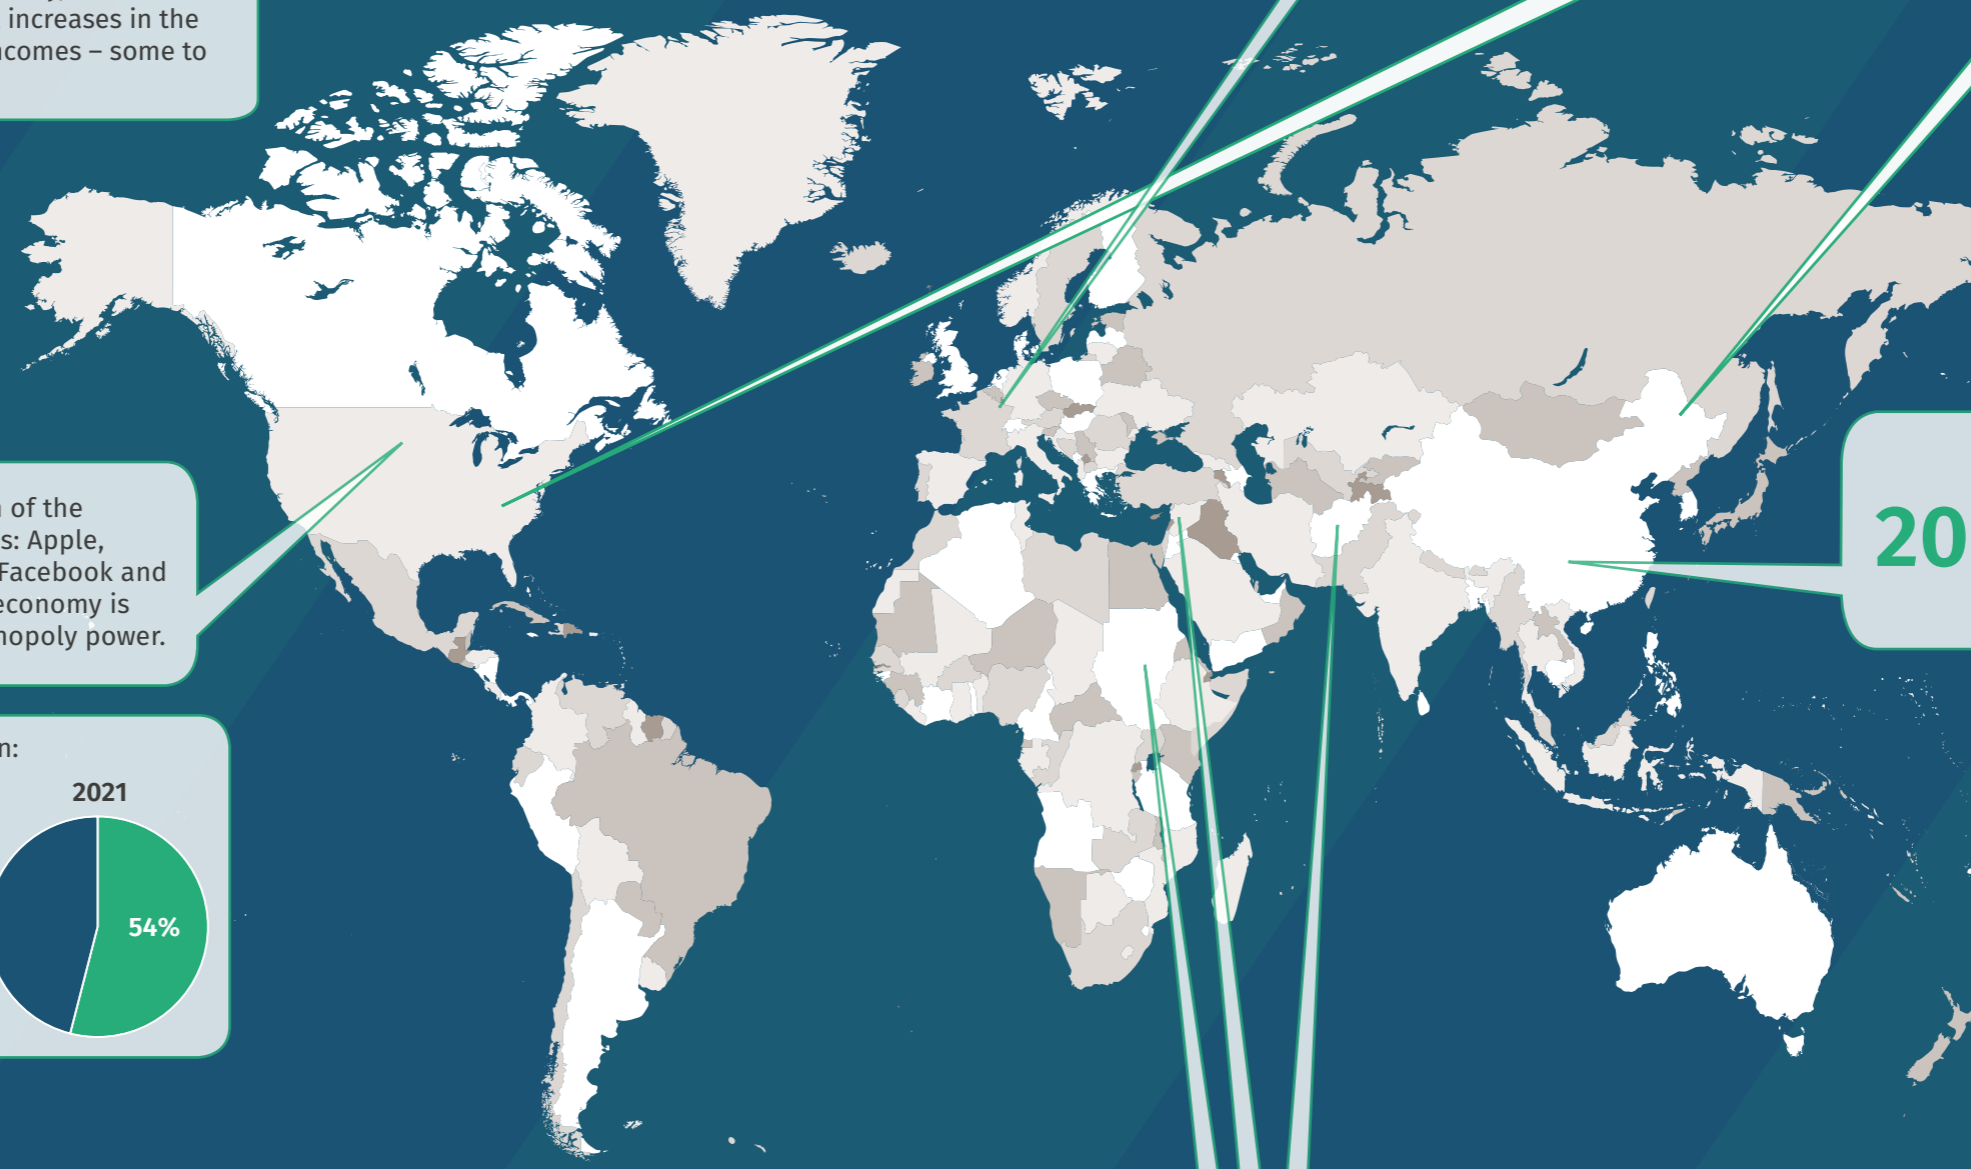 increases in the
comes – some to
of the
s: Apple,
Facebook and
economy is
nopoly power.
n:
2021
54%
20